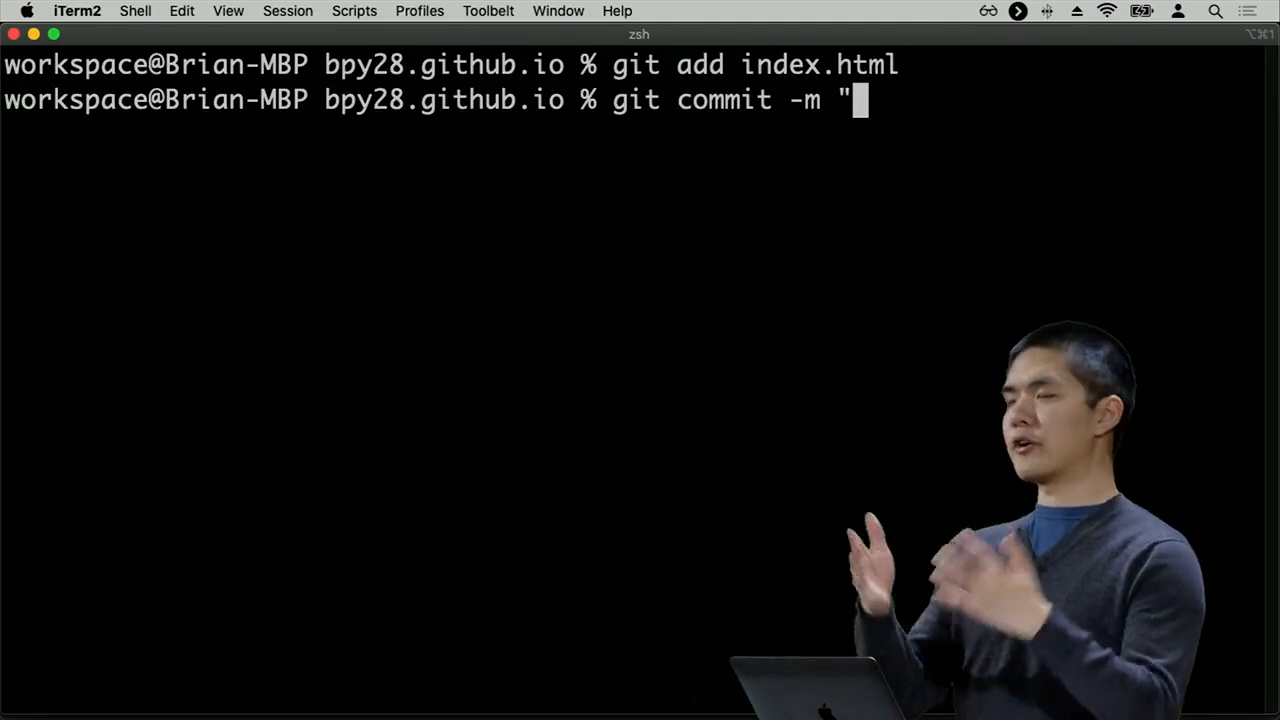 iTerm2 Shell Edit View Session Scripts Profiles Toolbelt Window Help
zsh
⌥⌘1
workspace@Brian-MBP bpy28.github.io % git add index.html
workspace@Brian-MBP bpy28.github.io % git commit -m "